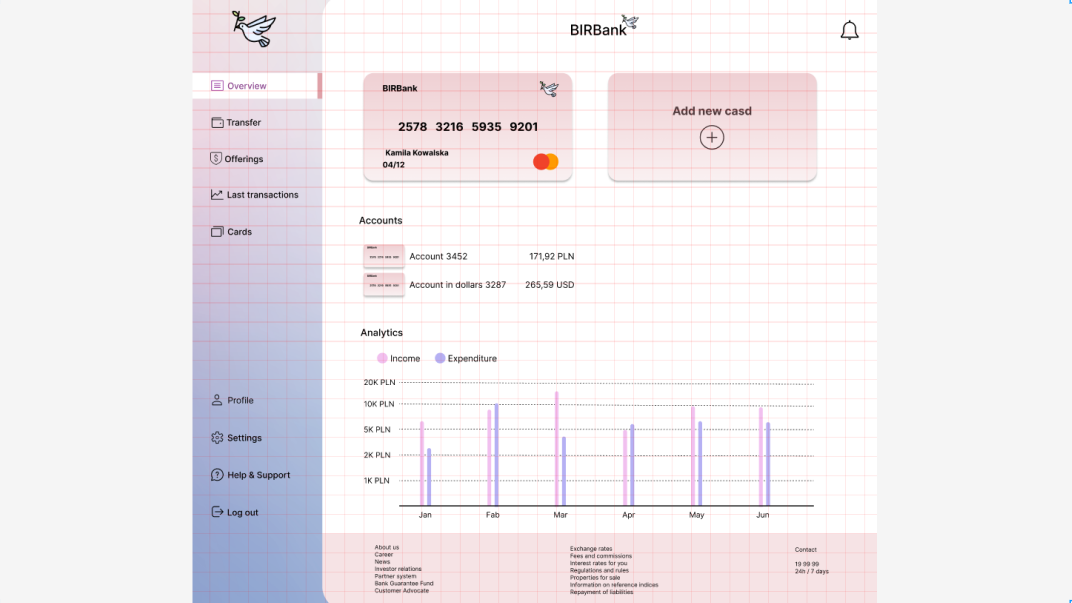 BIRBank
Overview
Transfer
Offerings
Last transactions
Cards
Profile
Settings
Help & Support
Log out
BIRBank
2578 3216 5935 9201
Kamila Kowalska
04/12
Add new casd
Accounts
Account 3452 171,92 PLN
Account in dollars 3287 265,59 USD
Analytics
Income Expenditure
20K PLN
10K PLN
5K PLN
2K PLN
1K PLN
Jan Fab Mar Apr May Jun
About us
Career
News
Investor relations
Partner system
Bank Guarantee Fund
Customer Advocate
Exchange rates
Fees and commissions
Interest rates for you
Regulations and rules
Properties for sale
Information on reference indices
Repayment of liabilities
Contact
19 99 99
24h / 7 days